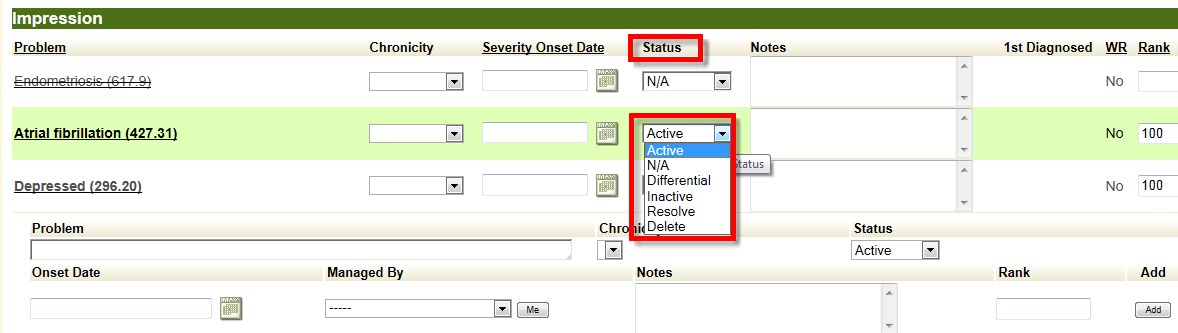 Impression
Problem Chronicity Severity Onset Date Status Notes 1st Diagnosed WR Rank
Endometriosis (617.9) N/A No
Atrial fibrillation (427.31) Active No 100
Active
N/A
Status
Differential
Depressed (296.20) No 100
Inactive
Resolve
Delete
Problem Status
Active
Onset Date Managed By Notes Rank Add
----- Me Add